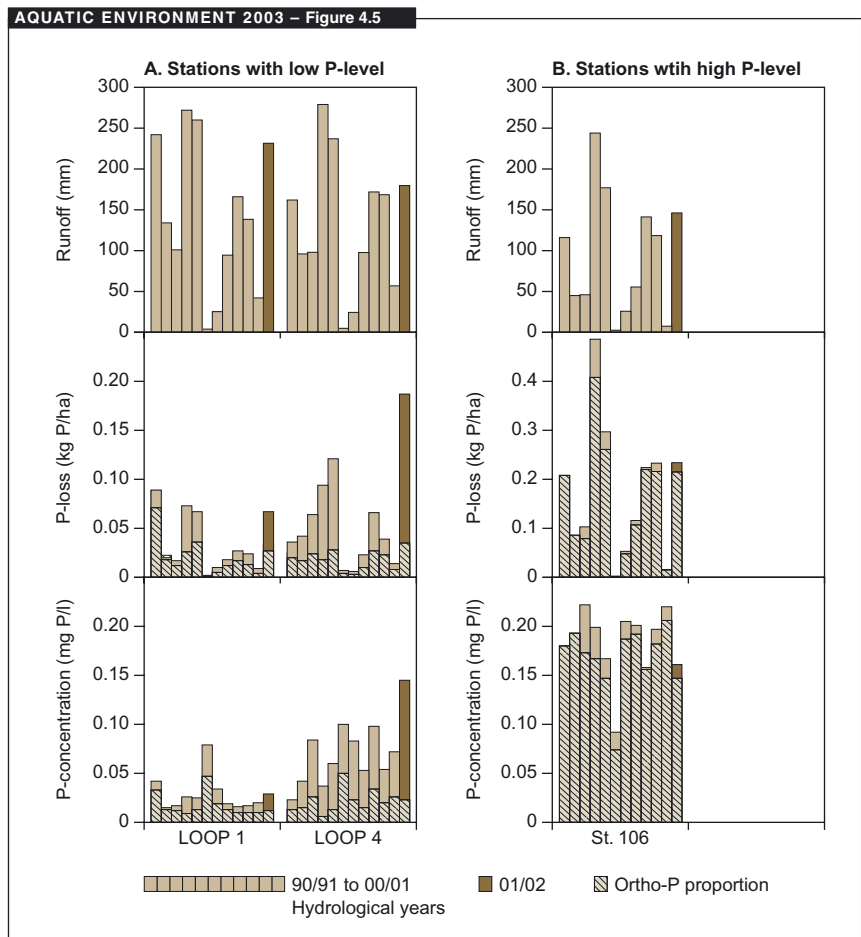 AQUATIC ENVIRONMENT 2003 – Figure 4.5
A. Stations with low P-level
B. Stations wtih high P-level
Runoff (mm)
300
250
200
150
100
50
0
Runoff (mm)
300
250
200
150
100
50
0
P-loss (kg P/ha)
0.20
0.15
0.10
0.05
0
P-loss (kg P/ha)
0.4
0.3
0.2
0.1
0
P-concentration (mg P/l)
0.20
0.15
0.10
0.05
0
P-concentration (mg P/l)
0.20
0.15
0.10
0.05
0
LOOP 1
LOOP 4
St. 106
90/91 to 00/01
Hydrological years
01/02
Ortho-P proportion